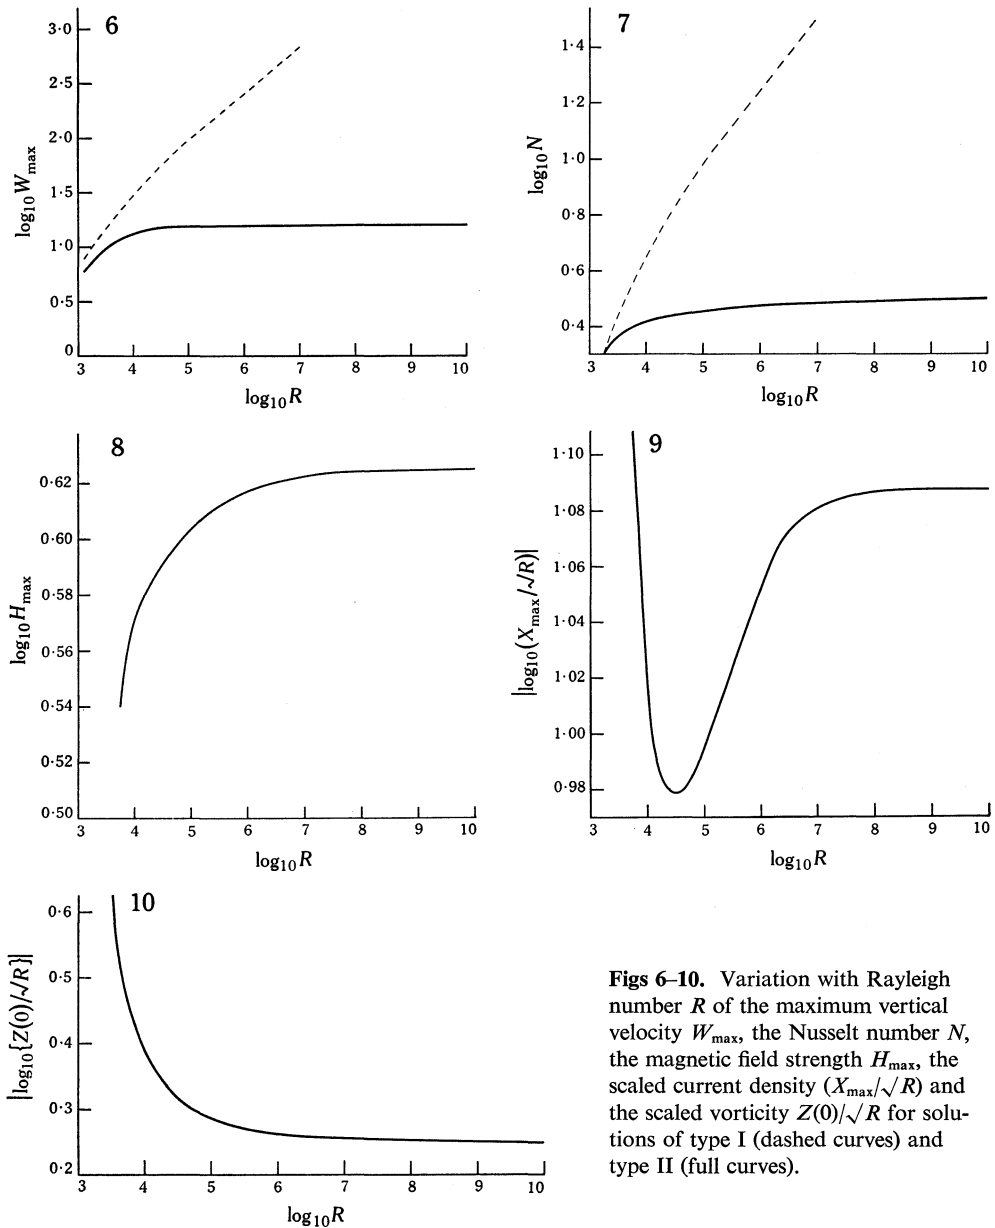 6
3·0
2·5
2·0
1·5
1·0
0·5
0
log₁₀Wmax
3 4 5 6 7 8 9 10
log₁₀R
7
1·4
1·2
1·0
0·8
0·6
0·4
log₁₀N
3 4 5 6 7 8 9 10
log₁₀R
8
0·62
0·60
0·58
0·56
0·54
0·52
0·50
log₁₀Hmax
3 4 5 6 7 8 9 10
log₁₀R
9
1·10
1·08
1·06
1·04
1·02
1·00
0·98
|log₁₀(Xmax/√R)|
3 4 5 6 7 8 9 10
log₁₀R
10
0·6
0·5
0·4
0·3
0·2
|log₁₀{Z(0)/√R}|
3 4 5 6 7 8 9 10
log₁₀R
Figs 6–10. Variation with Rayleigh
number R of the maximum vertical
velocity Wmax, the Nusselt number N,
the magnetic field strength Hmax, the
scaled current density (Xmax/√R) and
the scaled vorticity Z(0)/√R for solu-
tions of type I (dashed curves) and
type II (full curves).